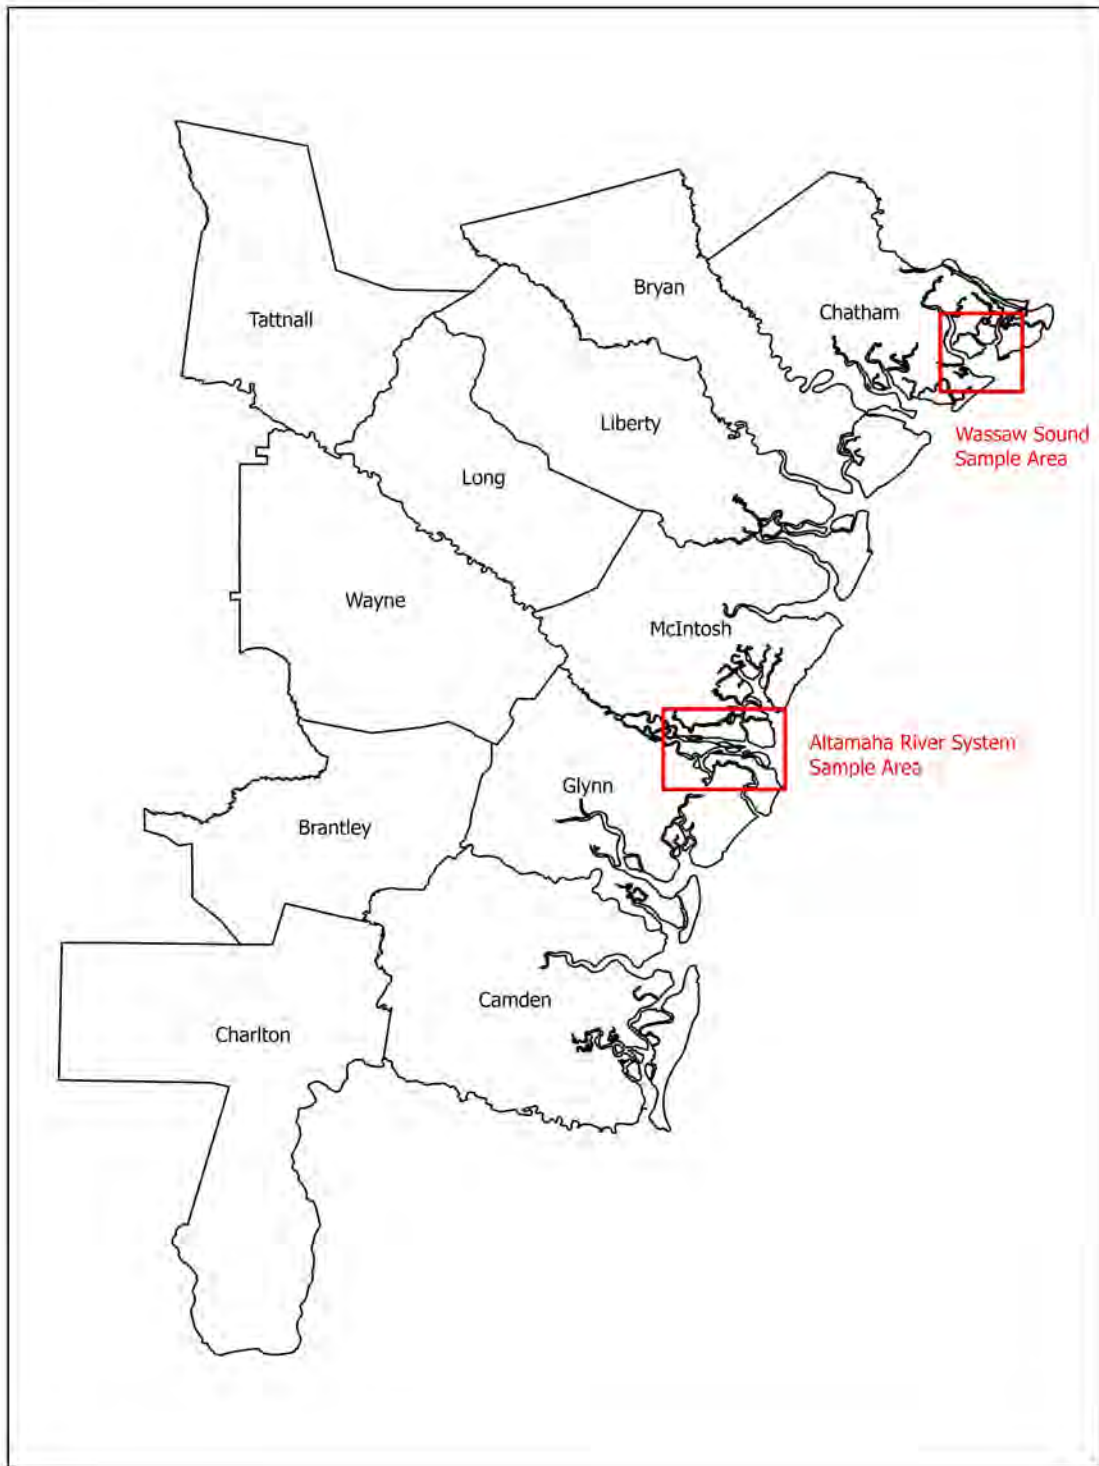 Bryan
Chatham
Tattnall
Liberty
Wassaw Sound
Sample Area
Long
Wayne
McIntosh
Altamaha River System
Sample Area
Glynn
Brantley
Camden
Charlton